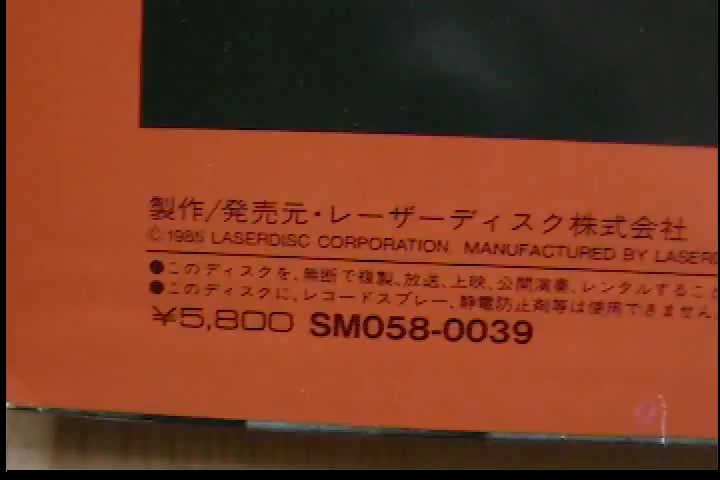 製作/発売元・レーザーディスク株式会社
© 1985 LASERDISC CORPORATION. MANUFACTURED BY LASERD
●このディスクを、無断で複製、放送、上映、公開演奏、レンタルするこ
●このディスクに、レコードスプレー、静電防止剤等は使用できません
¥5,800 SM058-0039